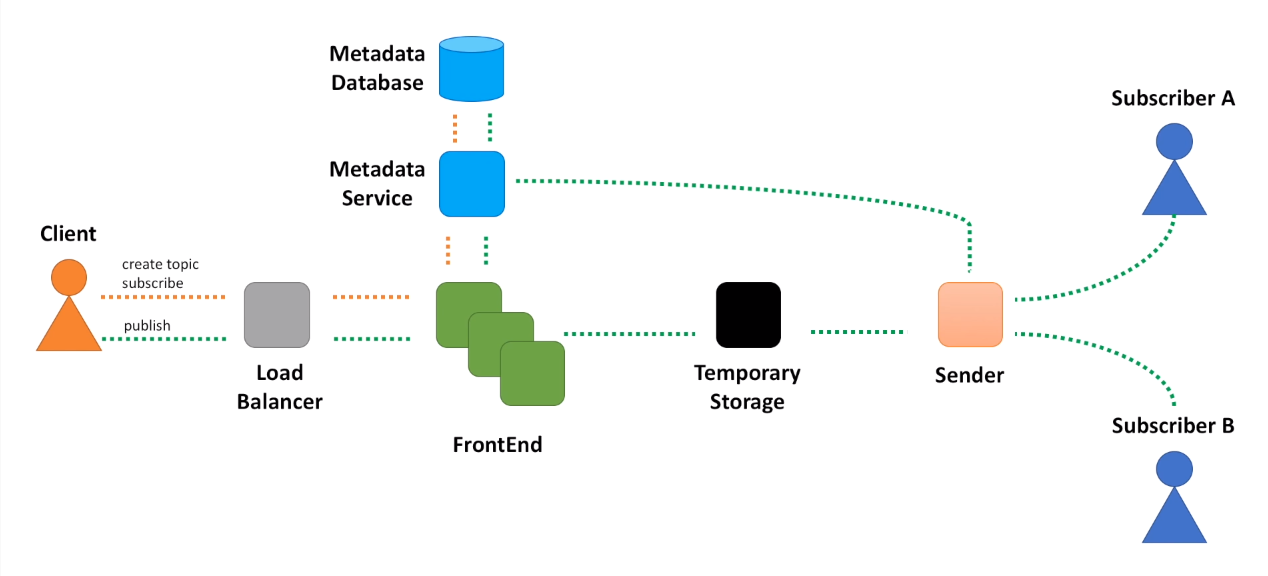 Metadata
Database
Subscriber A
Metadata
Service
Client
create topic
subscribe
publish
Load
Balancer
Temporary
Storage
Sender
FrontEnd
Subscriber B